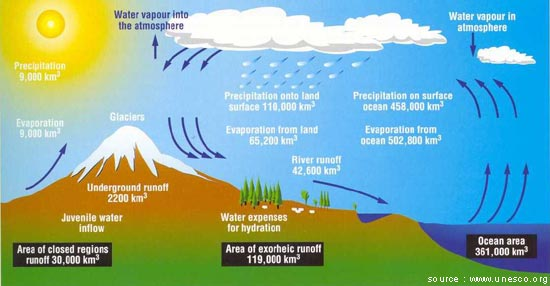 Water vapour into
the atmosphere
Water vapour in
atmosphere
Precipitation
9,000 km³
Precipitation onto land
surface 110,000 km³
Precipitation on surface
ocean 458,000 km³
Evaporation
9,000 km³
Glaciers
Evaporation from land
65,200 km³
Evaporation from
ocean 502,800 km³
River runoff
42,600 km³
Underground runoff
2200 km³
Juvenile water
inflow
Water expenses
for hydration
Area of closed regions
runoff 30,000 km³
Area of exorheic runoff
119,000 km³
Ocean area
361,000 km³
source : www.unesco.org